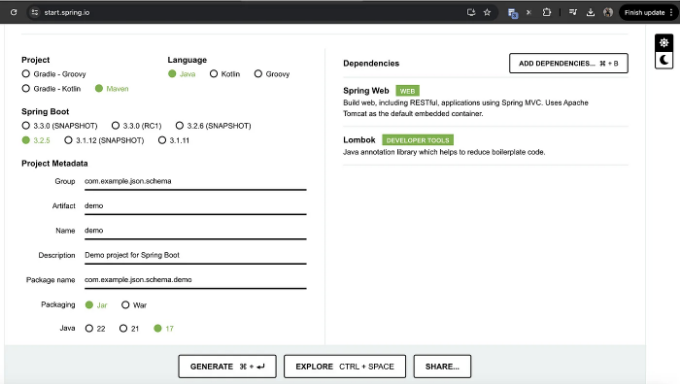 start.spring.io
Finish update
Project
Gradle - Groovy
Gradle - Kotlin Maven
Language
Java Kotlin Groovy
Spring Boot
3.3.0 (SNAPSHOT) 3.3.0 (RC1) 3.2.6 (SNAPSHOT)
3.2.5 3.1.12 (SNAPSHOT) 3.1.11
Project Metadata
Group com.example.json.schema
Artifact demo
Name demo
Description Demo project for Spring Boot
Package name com.example.json.schema.demo
Packaging Jar War
Java 22 21 17
Dependencies
ADD DEPENDENCIES... ⌘ + B
Spring Web WEB
Build web, including RESTful, applications using Spring MVC. Uses Apache
Tomcat as the default embedded container.
Lombok DEVELOPER TOOLS
Java annotation library which helps to reduce boilerplate code.
GENERATE ⌘ + ↵
EXPLORE CTRL + SPACE
SHARE...